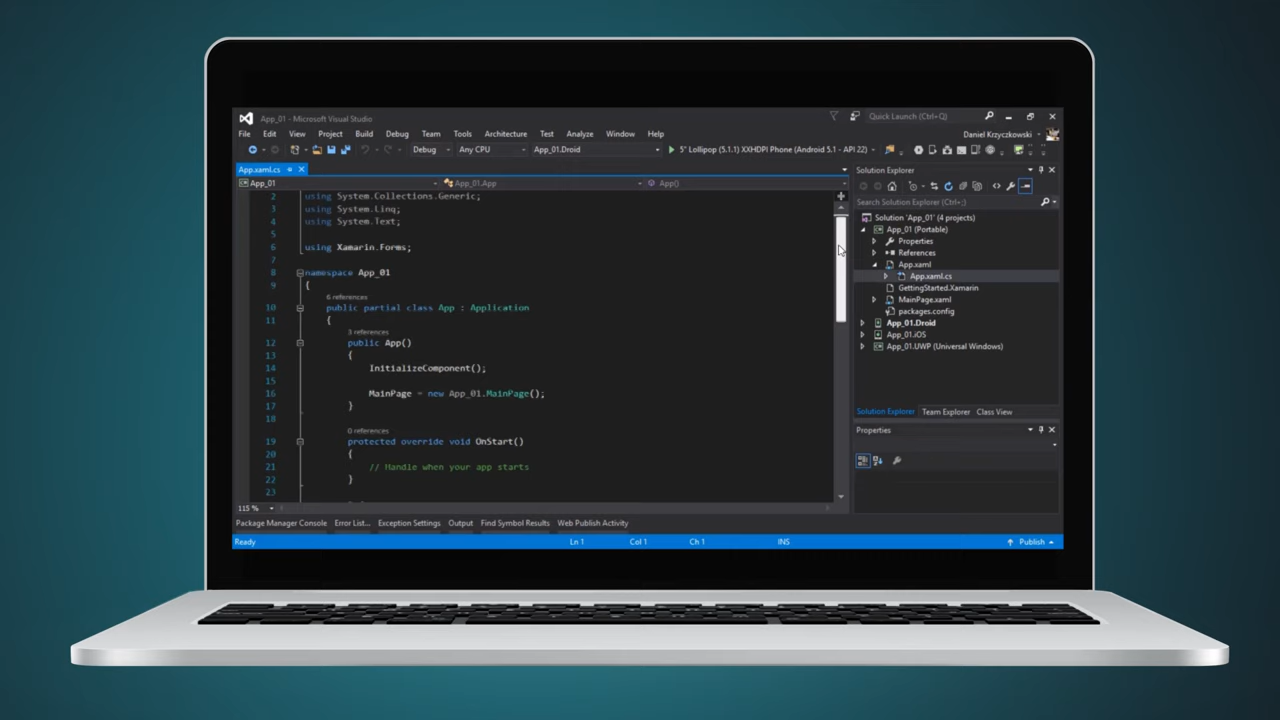 App_01 - Microsoft Visual Studio
Quick Launch (Ctrl+Q)
File Edit View Project Build Debug Team Tools Architecture Test Analyze Window Help
Daniel Krzyczkowski
Debug Any CPU App_01.Droid 5" Lollipop (5.1.1) XXHDPI Phone (Android 5.1 - API 22)
App.xaml.cs
App_01 App_01.App App()
2 using System.Collections.Generic;
3 using System.Linq;
4 using System.Text;
5
6 using Xamarin.Forms;
7
8 namespace App_01
9 {
6 references
10 public partial class App : Application
11 {
3 references
12 public App()
13 {
14 InitializeComponent();
15
16 MainPage = new App_01.MainPage();
17 }
18
0 references
19 protected override void OnStart()
20 {
21 // Handle when your app starts
22 }
23
115 %
Solution Explorer
Search Solution Explorer (Ctrl+;)
Solution 'App_01' (4 projects)
App_01 (Portable)
Properties
References
App.xaml
App.xaml.cs
GettingStarted.Xamarin
MainPage.xaml
packages.config
App_01.Droid
App_01.iOS
App_01.UWP (Universal Windows)
Solution Explorer Team Explorer Class View
Properties
Package Manager Console Error List... Exception Settings Output Find Symbol Results Web Publish Activity
Ready Ln 1 Col 1 Ch 1 INS Publish